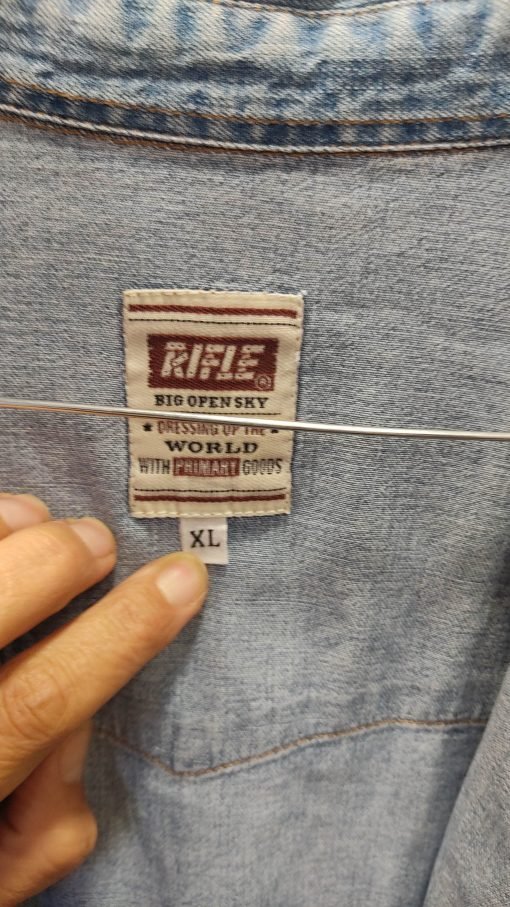 RIFLE®
BIG OPEN SKY
★ DRESSING UP THE ★
WORLD
WITH PRIMARY GOODS
XL